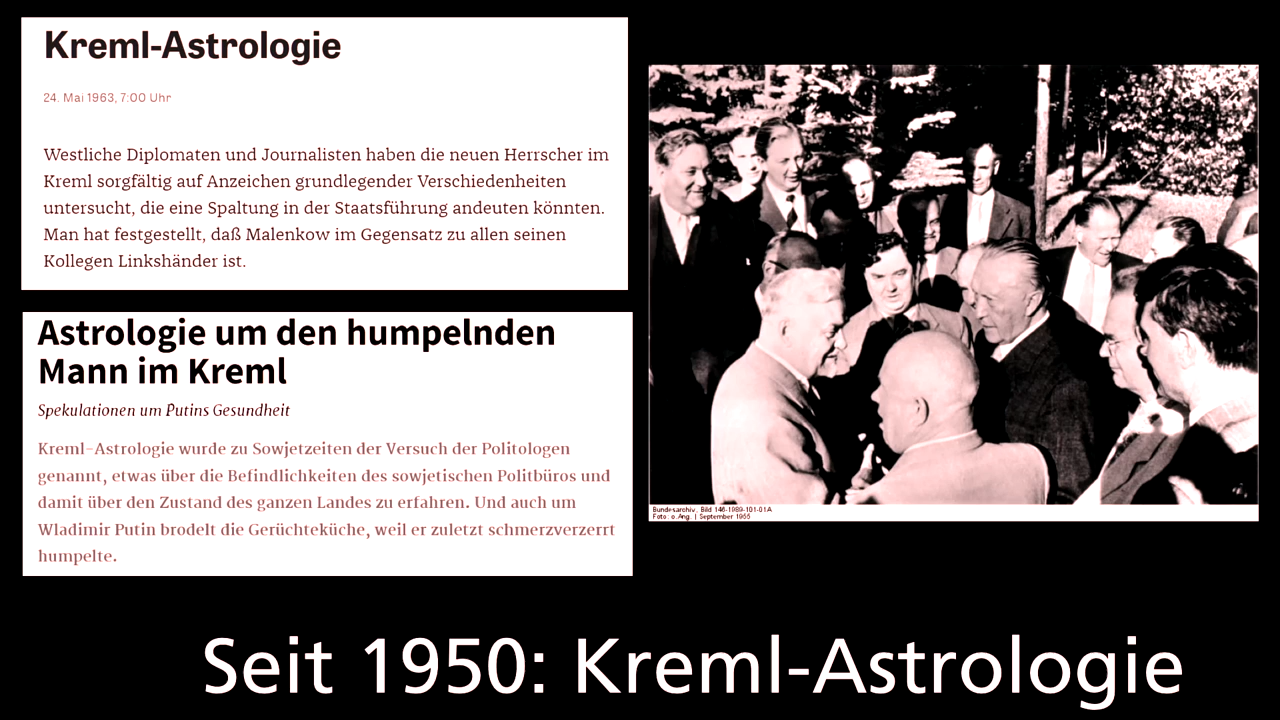 Kreml-Astrologie
24. Mai 1963, 7:00 Uhr
Westliche Diplomaten und Journalisten haben die neuen Herrscher im
Kreml sorgfältig auf Anzeichen grundlegender Verschiedenheiten
untersucht, die eine Spaltung in der Staatsführung andeuten könnten.
Man hat festgestellt, daß Malenkow im Gegensatz zu allen seinen
Kollegen Linkshänder ist.
Astrologie um den humpelnden
Mann im Kreml
Spekulationen um Putins Gesundheit
Kreml-Astrologie wurde zu Sowjetzeiten der Versuch der Politologen
genannt, etwas über die Befindlichkeiten des sowjetischen Politbüros und
damit über den Zustand des ganzen Landes zu erfahren. Und auch um
Wladimir Putin brodelt die Gerüchteküche, weil er zuletzt schmerzverzerrt
humpelte.
Bundesarchiv, Bild 146-1989-101-01A
Foto: o.Ang. | September 1955
Seit 1950: Kreml-Astrologie